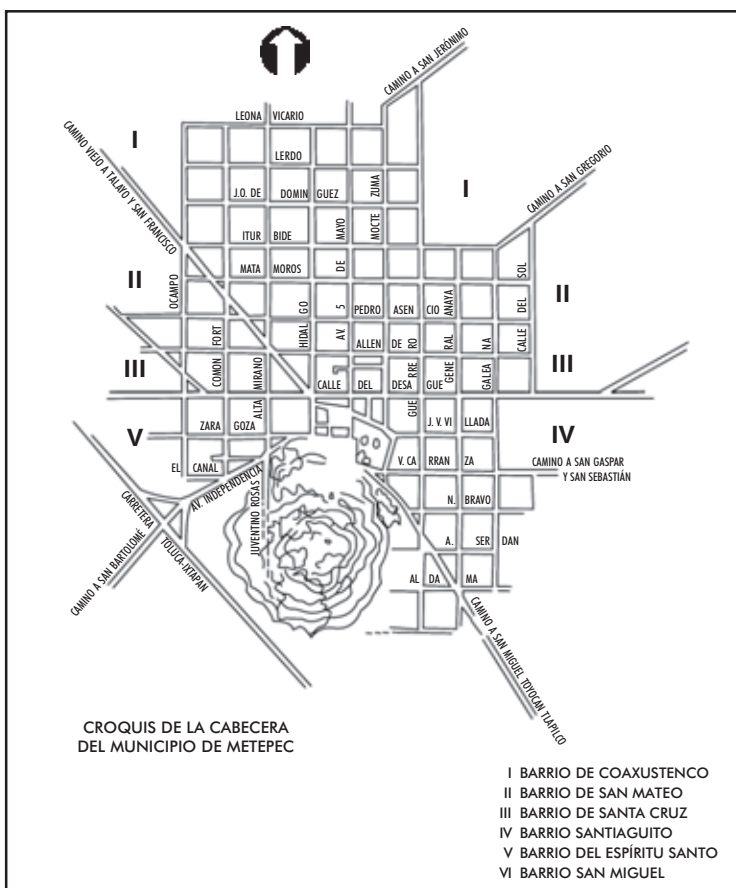 CAMINO A SAN JERÓNIMO
LEONA VICARIO
I
CAMINO VIEJO A TALAYO Y SAN FRANCISCO
LERDO
I
CAMINO A SAN GREGORIO
J.O. DE DOMIN GUEZ
ZUMA
MOCTE
ITUR BIDE
MAYO
DE
5
AV.
MATA MOROS
SOL
DEL
CALLE
II
OCAMPO
II
GO
HIDAL
PEDRO ASEN CIO
ANAYA
RAL
GENE
FORT
COMON
ALLEN DE
RO
RRE
GUE
NA
GALEA
III
III
MIRANO
ALTA
CALLE DEL DESA GUE
ZARA GOZA
J. V. VI LLADA
V
IV
EL CANAL
V. CA RRAN ZA
CAMINO A SAN GASPAR
Y SAN SEBASTIÁN
AV. INDEPENDENCIA
JUVENTINO ROSAS
N. BRAVO
CARRETERA TOLUCA-IXTAPAN
A. SER DAN
CAMINO A SAN BARTOLOMÉ
AL DA MA
CAMINO A SAN MIGUEL TOYOCAN TLAPILCO
CROQUIS DE LA CABECERA
DEL MUNICIPIO DE METEPEC
I BARRIO DE COAXUSTENCO
II BARRIO DE SAN MATEO
III BARRIO DE SANTA CRUZ
IV BARRIO SANTIAGUITO
V BARRIO DEL ESPÍRITU SANTO
VI BARRIO SAN MIGUEL